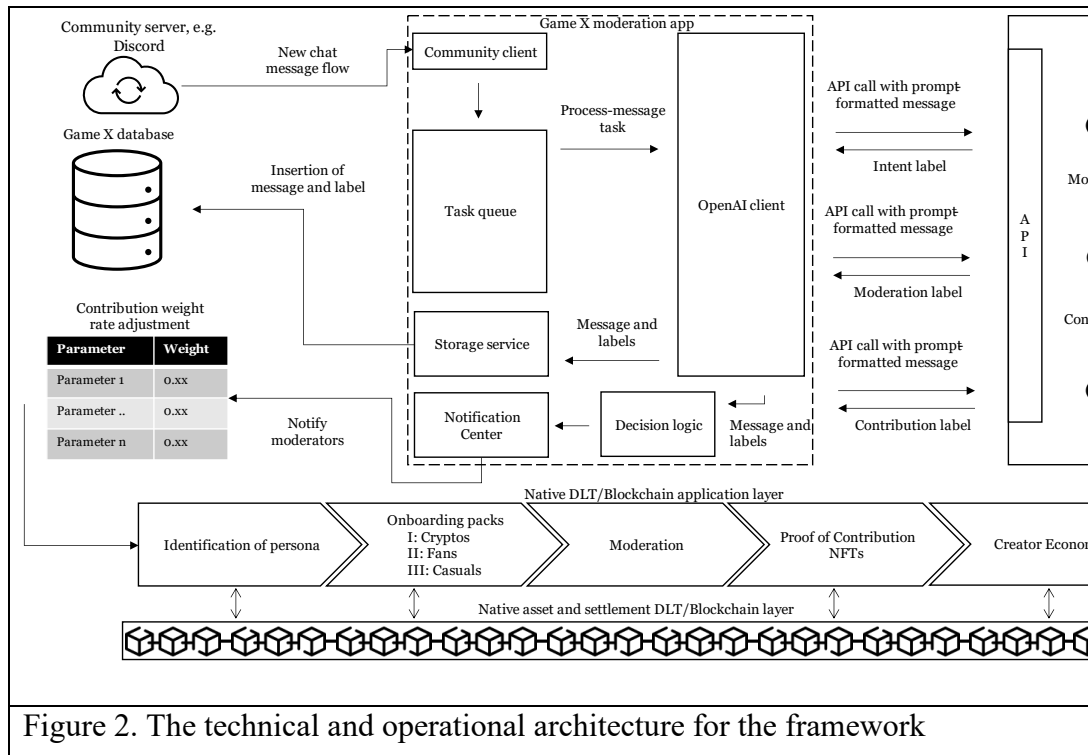 Game X moderation app
Community server, e.g.
Discord
New chat
message flow
Community client
Game X database
Process-message
task
API call with prompt-
formatted message
Intent label
Insertion of
message and label
Task queue
OpenAI client
API call with prompt-
formatted message
Moderation label
A
P
I
Mo
Con
Contribution weight
rate adjustment
Parameter Weight
Parameter 1 0.xx
Parameter .. 0.xx
Parameter n 0.xx
Storage service
Message and
labels
API call with prompt-
formatted message
Contribution label
Notify
moderators
Notification
Center
Decision logic
Message and
labels
Native DLT/Blockchain application layer
Identification of persona
Onboarding packs
I: Cryptos
II: Fans
III: Casuals
Moderation
Proof of Contribution
NFTs
Creator Econom
Native asset and settlement DLT/Blockchain layer
Figure 2. The technical and operational architecture for the framework